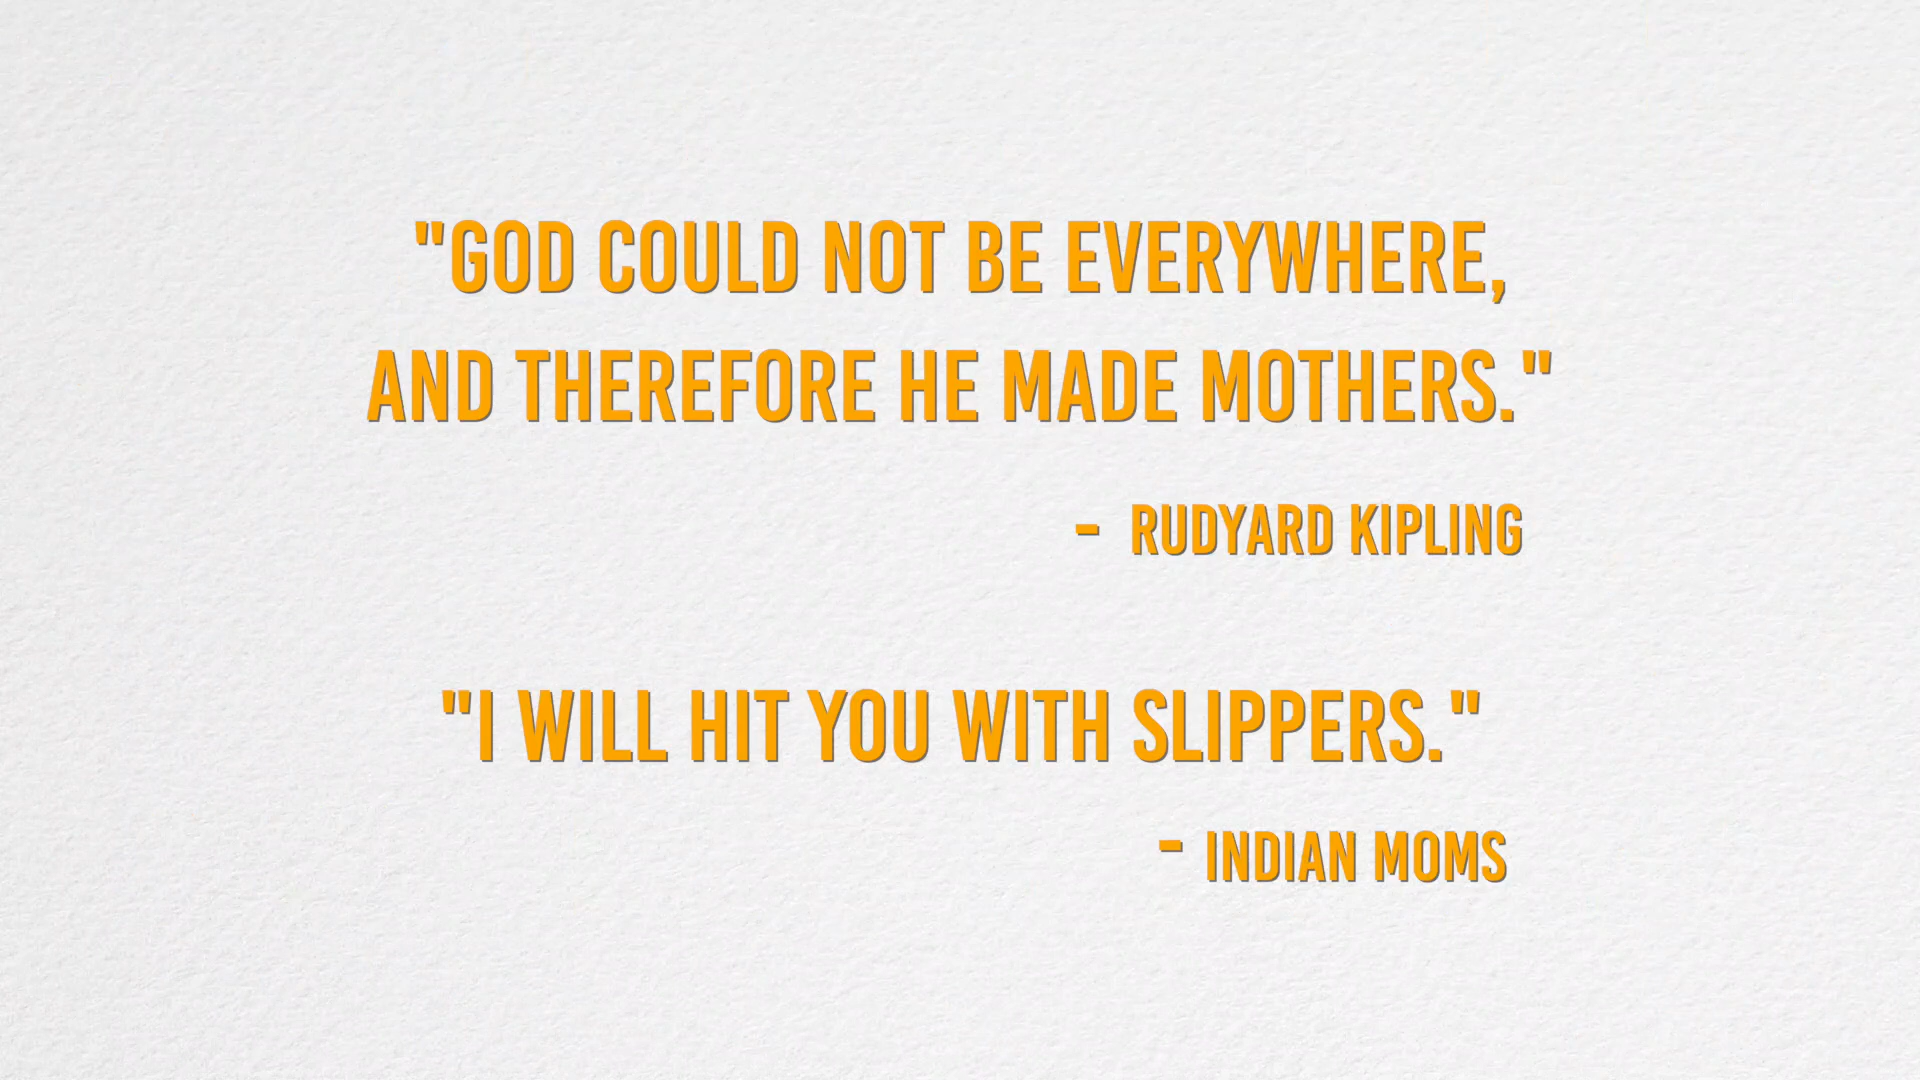 "GOD COULD NOT BE EVERYWHERE,
AND THEREFORE HE MADE MOTHERS."
- RUDYARD KIPLING
"I WILL HIT YOU WITH SLIPPERS."
- INDIAN MOMS